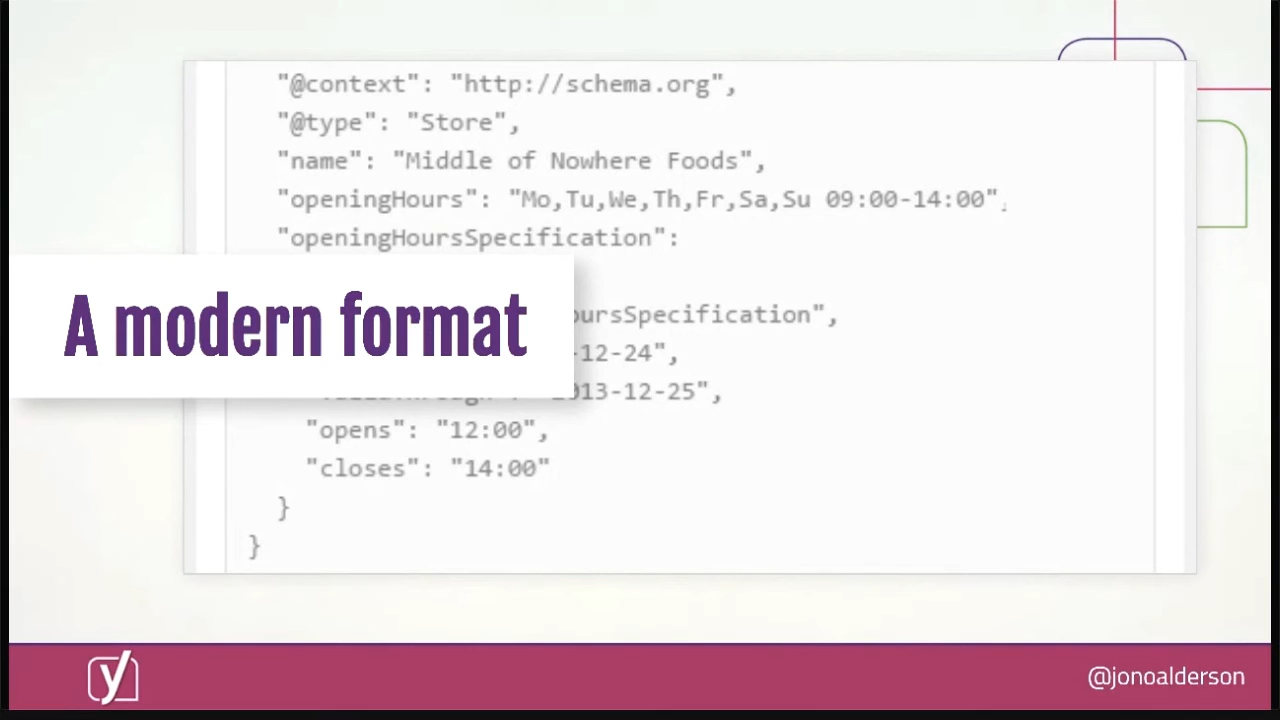 "@context": "http://schema.org",
"@type": "Store",
"name": "Middle of Nowhere Foods",
"openingHours": "Mo,Tu,We,Th,Fr,Sa,Su 09:00-14:00",
"openingHoursSpecification":
A modern format
oursSpecification",
-12-24",
2013-12-25",
"opens": "12:00",
"closes": "14:00"
}
}
y
@jonoalderson